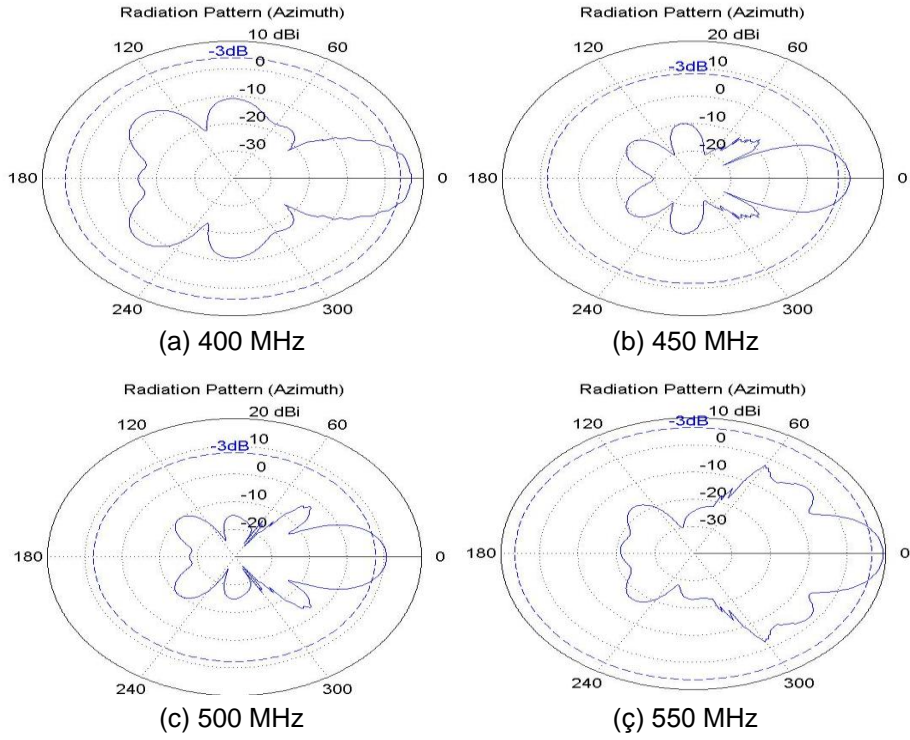 Radiation Pattern (Azimuth)
10 dBi
120
60
-3dB
0
-10
-20
-30
180
0
240
300
(a) 400 MHz
Radiation Pattern (Azimuth)
20 dBi
120
60
-3dB
10
0
-10
-20
180
0
240
300
(b) 450 MHz
Radiation Pattern (Azimuth)
20 dBi
120
60
-3dB
10
0
-10
-20
180
0
240
300
(c) 500 MHz
Radiation Pattern (Azimuth)
10 dBi
120
60
-3dB
0
-10
-20
-30
180
0
240
300
(ç) 550 MHz